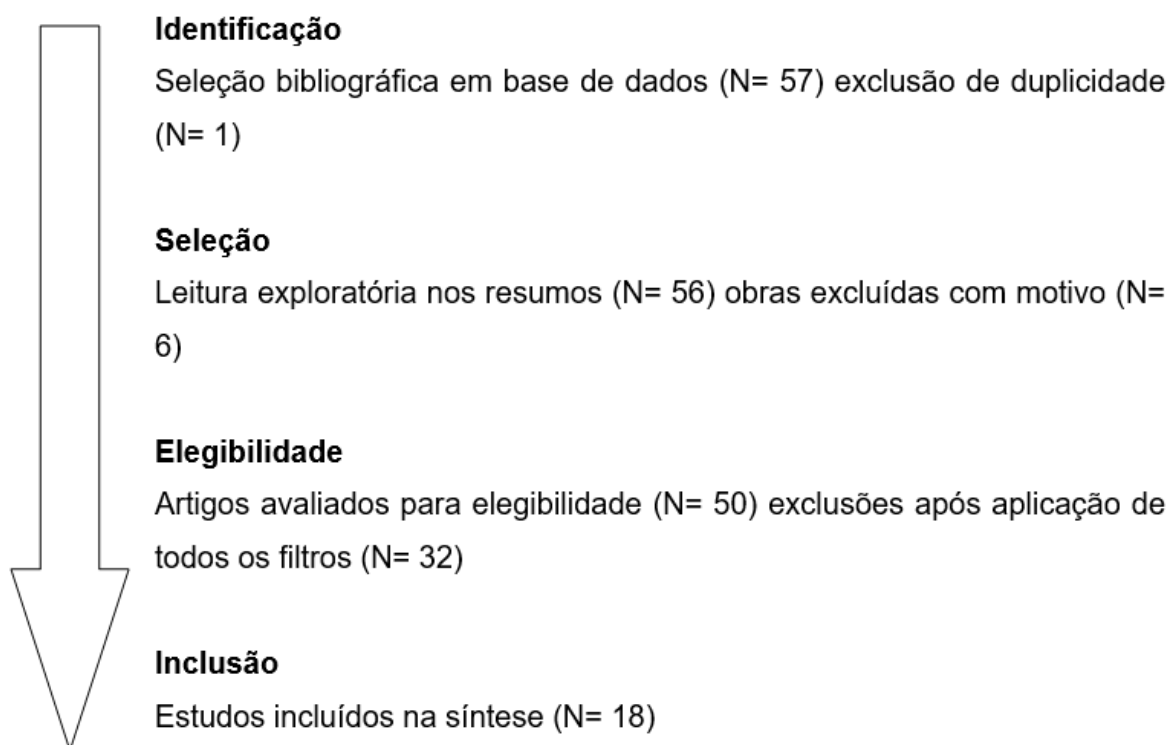 Identificação
Seleção bibliográfica em base de dados (N= 57) exclusão de duplicidade
(N= 1)
Seleção
Leitura exploratória nos resumos (N= 56) obras excluídas com motivo (N=
6)
Elegibilidade
Artigos avaliados para elegibilidade (N= 50) exclusões após aplicação de
todos os filtros (N= 32)
Inclusão
Estudos incluídos na síntese (N= 18)